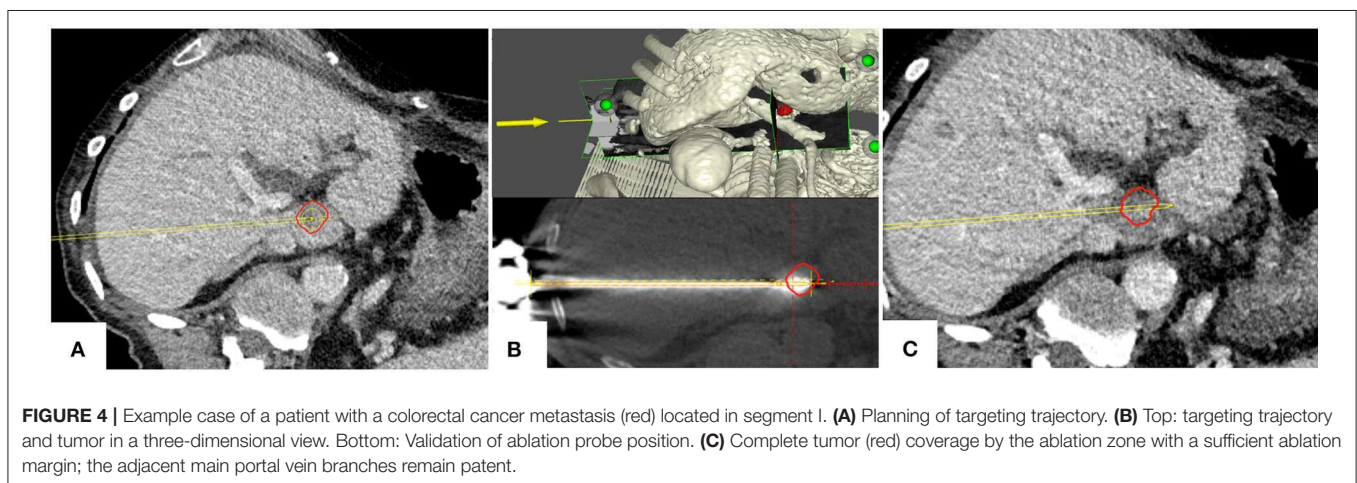 A
B
C
FIGURE 4 | Example case of a patient with a colorectal cancer metastasis (red) located in segment I. (A) Planning of targeting trajectory. (B) Top: targeting trajectory
and tumor in a three-dimensional view. Bottom: Validation of ablation probe position. (C) Complete tumor (red) coverage by the ablation zone with a sufficient ablation
margin; the adjacent main portal vein branches remain patent.